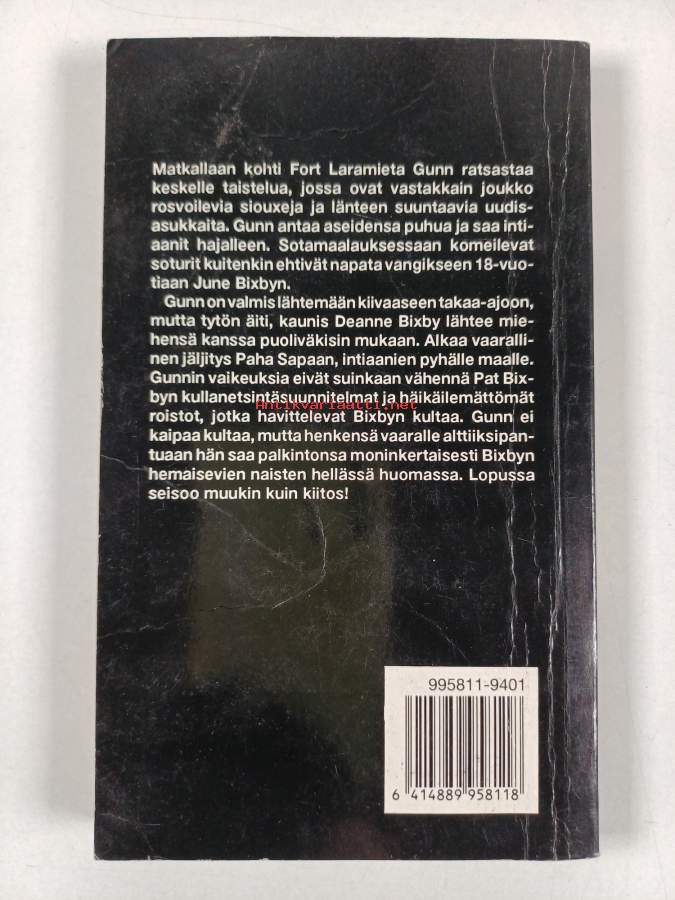 Matkallaan kohti Fort Laramieta Gunn ratsastaa
keskelle taistelua, jossa ovat vastakkain joukko
rosvoilevia siouxeja ja länteen suuntaavia uudis-
asukkaita. Gunn antaa aseidensa puhua ja saa inti-
aanit hajalleen. Sotamaalauksessaan komeilevat
soturit kuitenkin ehtivät napata vangikseen 18-vuo-
tiaan June Bixbyn.
Gunn on valmis lähtemään kiivaaseen takaa-ajoon,
mutta tytön äiti, kaunis Deanne Bixby lähtee mie-
hensä kanssa puoliväkisin mukaan. Alkaa vaaralli-
nen jäljitys Paha Sapaan, intiaanien pyhälle maalle.
Gunnin vaikeuksia eivät suinkaan vähennä Pat Bix-
byn kullanetsintäsuunnitelmat ja häikäilemättömät
Antikvariaatti.net
roistot, jotka havittelevat Bixbyn kultaa. Gunn ei
kaipaa kultaa, mutta henkensä vaaralle alttiiksipan-
tuaan hän saa palkintonsa moninkertaisesti Bixbyn
hemaisevien naisten hellässä huomassa. Lopussa
seisoo muukin kuin kiitos!
995811-9401
6 414889 958118